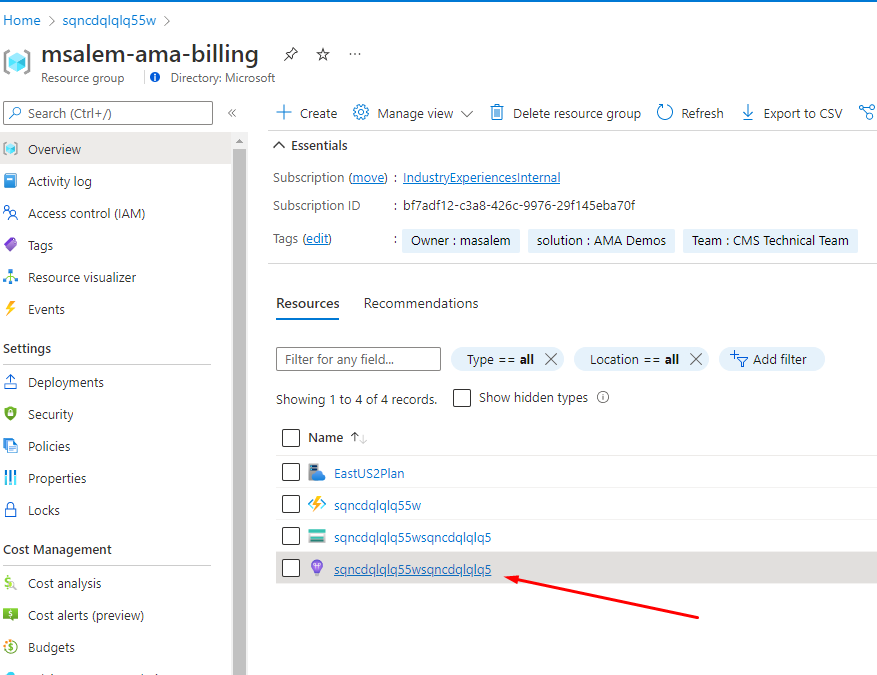 Home > sqncdqlqlq55w >
msalem-ama-billing ...
Resource group Directory: Microsoft
Search (Ctrl+/) «
Overview
Activity log
Access control (IAM)
Tags
Resource visualizer
Events
Settings
Deployments
Security
Policies
Properties
Locks
Cost Management
Cost analysis
Cost alerts (preview)
Budgets
Create Manage view Delete resource group Refresh Export to CSV
Essentials
Subscription (move) : IndustryExperiencesInternal
Subscription ID : bf7adf12-c3a8-426c-9976-29f145eba70f
Tags (edit) : Owner : masalem solution : AMA Demos Team : CMS Technical Team
Resources Recommendations
Filter for any field... Type == all Location == all Add filter
Showing 1 to 4 of 4 records. Show hidden types
Name ↑↓
EastUS2Plan
sqncdqlqlq55w
sqncdqlqlq55wsqncdqlqlq5
sqncdqlqlq55wsqncdqlqlq5